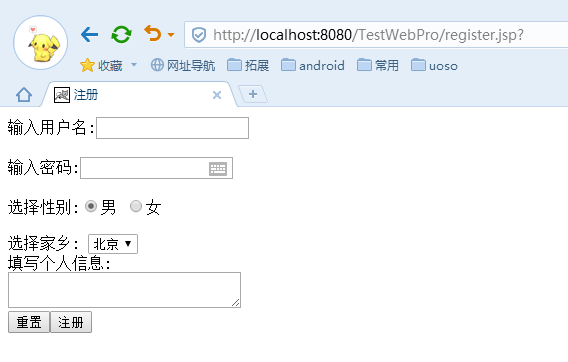 http://localhost:8080/TestWebPro/register.jsp?
收藏 网址导航 拓展 android 常用 uoso
注册
输入用户名:
输入密码:
选择性别: 男 女
选择家乡: 北京
填写个人信息:
重置 注册